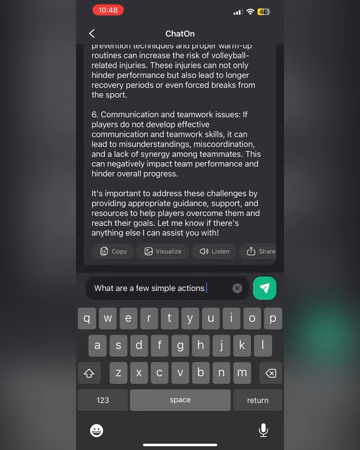 10:48
48
ChatOn
prevention techniques and proper warm-up
routines can increase the risk of volleyball-
related injuries. These injuries can not only
hinder performance but also lead to longer
recovery periods or even forced breaks from
the sport.
6. Communication and teamwork issues: If
players do not develop effective
communication and teamwork skills, it can
lead to misunderstandings, miscoordination,
and a lack of synergy among teammates. This
can negatively impact team performance and
hinder overall progress.
It's important to address these challenges by
providing appropriate guidance, support, and
resources to help players overcome them and
reach their goals. Let me know if there's
anything else I can assist you with!
Copy Visualize Listen Share
What are a few simple actions
q w e r t y u i o p
a s d f g h j k l
z x c v b n m
123 space return